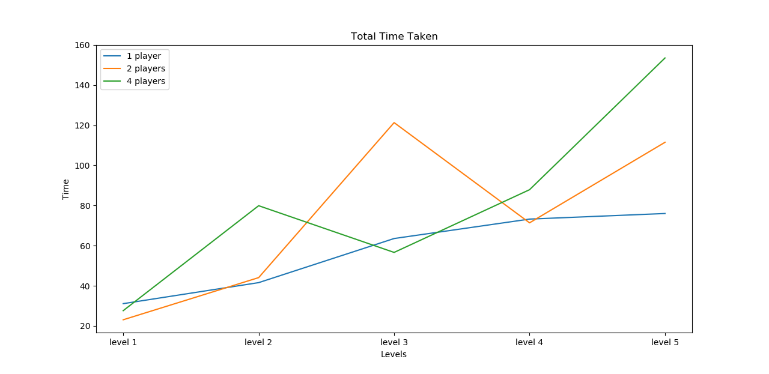 Total Time Taken
1 player
2 players
4 players
160
140
120
100
80
60
40
20
Time
level 1 level 2 level 3 level 4 level 5
Levels